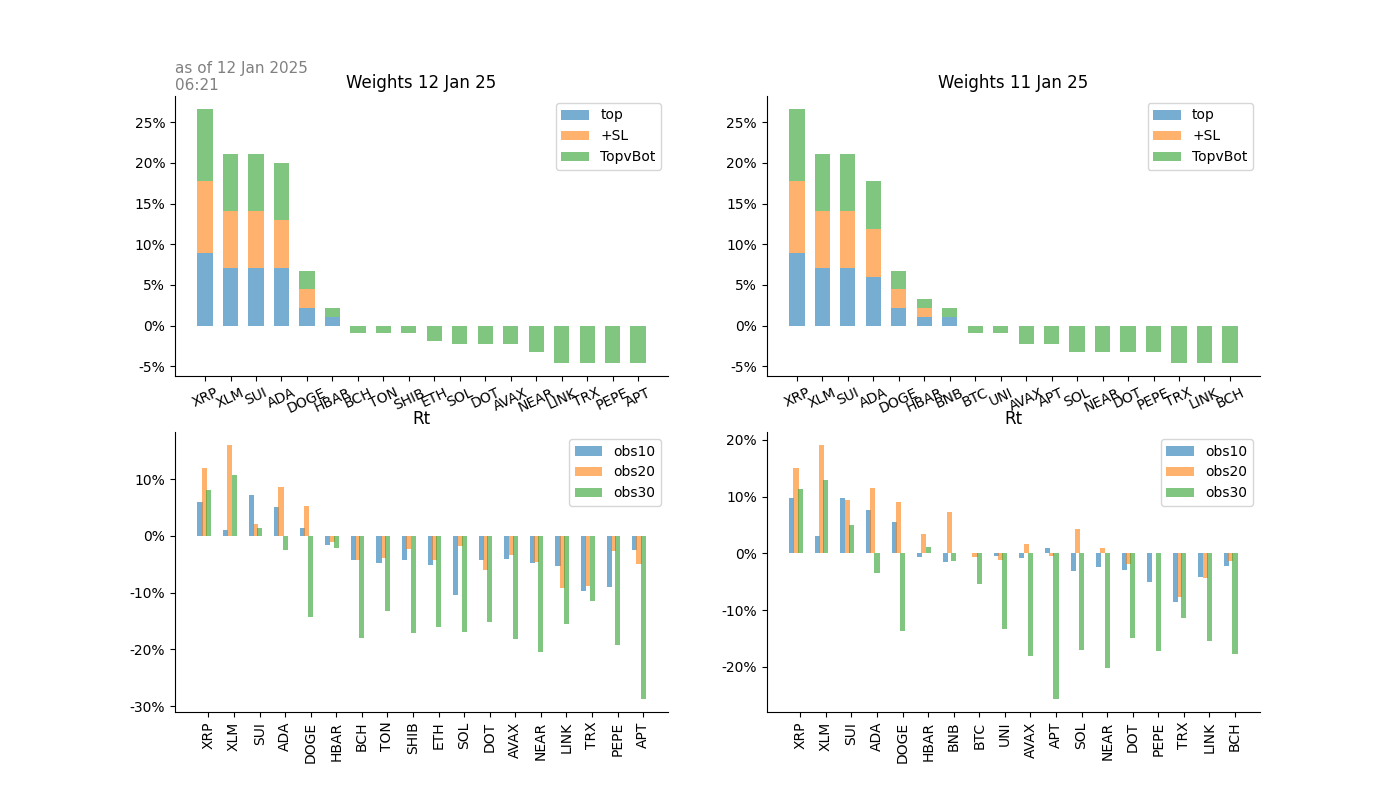 as of 12 Jan 2025
06:21
Weights 12 Jan 25
25%
20%
15%
10%
5%
0%
-5%
top
+SL
TopvBot
XRP XLM SUI ADA DOGE HBAR BCH TON SHIB ETH SOL DOT AVAX NEAR LINK TRX PEPE APT
Weights 11 Jan 25
25%
20%
15%
10%
5%
0%
-5%
top
+SL
TopvBot
XRP XLM SUI ADA DOGE HBAR BNB BTC UNI AVAX APT SOL NEAR DOT PEPE TRX LINK BCH
Rt
10%
0%
-10%
-20%
-30%
obs10
obs20
obs30
XRP XLM SUI ADA DOGE HBAR BCH TON SHIB ETH SOL DOT AVAX NEAR LINK TRX PEPE APT
Rt
20%
10%
0%
-10%
-20%
obs10
obs20
obs30
XRP XLM SUI ADA DOGE HBAR BNB BTC UNI AVAX APT SOL NEAR DOT PEPE TRX LINK BCH